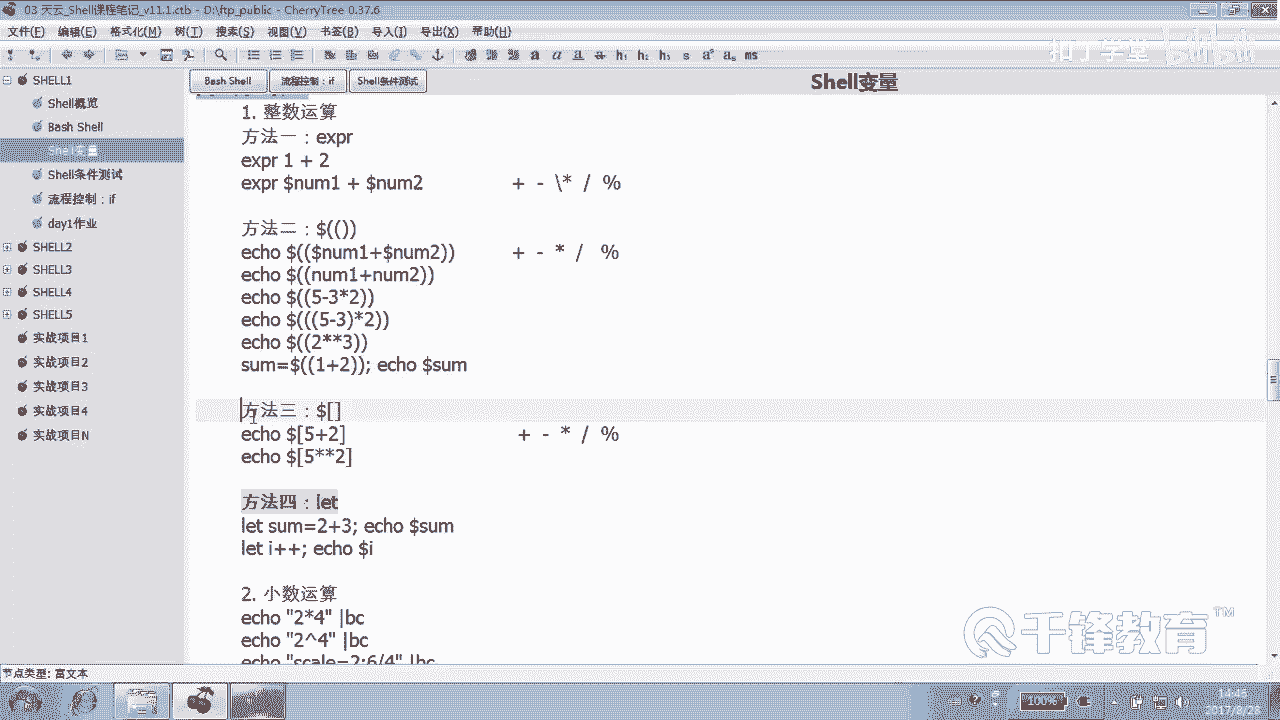 03 天云_Shell课程笔记_v11.1.ctb - D:\ftp_public - CherryTree 0.37.6
文件(F) 编辑(E) 格式化(M) 树(T) 搜索(S) 视图(V) 书签(B) 导入(I) 导出(X) 帮助(H)
扣丁学堂 bilibili
SHELL1
Shell概览
Bash Shell
Shell变量
Shell条件测试
流程控制：if
day1作业
SHELL2
SHELL3
SHELL4
SHELL5
实战项目1
实战项目2
实战项目3
实战项目4
实战项目N
Bash Shell 流程控制：if Shell条件测试 Shell变量
1. 整数运算
方法一：expr
expr 1 + 2
expr $num1 + $num2 + - \* / %
方法二：$(())
echo $(($num1+$num2)) + - * / %
echo $((num1+num2))
echo $((5-3*2))
echo $(((5-3)*2))
echo $((2**3))
sum=$((1+2)); echo $sum
方法三：$[]
echo $[5+2] + - * / %
echo $[5**2]
方法四：let
let sum=2+3; echo $sum
let i++; echo $i
2. 小数运算
echo "2*4" |bc
echo "2^4" |bc
echo "scale=2;6/4" |bc
千锋教育 TM
节点类型: 富文本
100%
14:45
2017/8/28